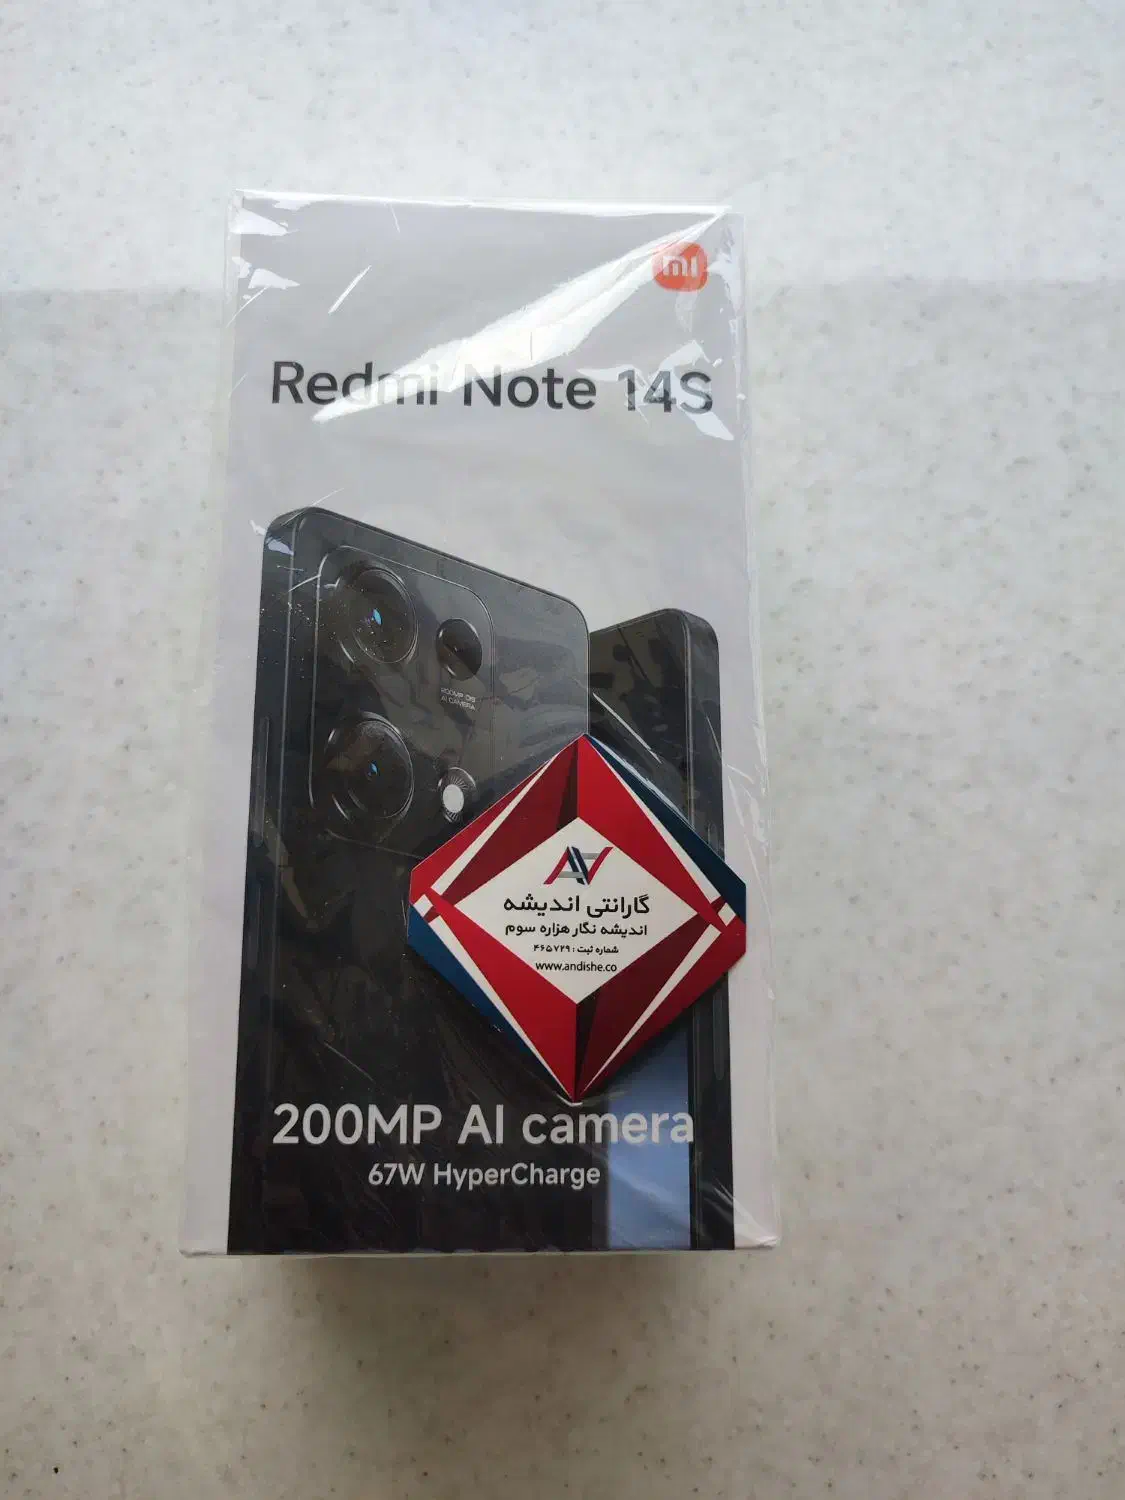 mi
Redmi Note 14S
200MP OIS
AI CAMERA
گارانتی اندیشه
اندیشه نگار هزاره سوم
شماره ثبت : ۴۶۵۷۲۹
www.andishe.co
200MP AI camera
67W HyperCharge